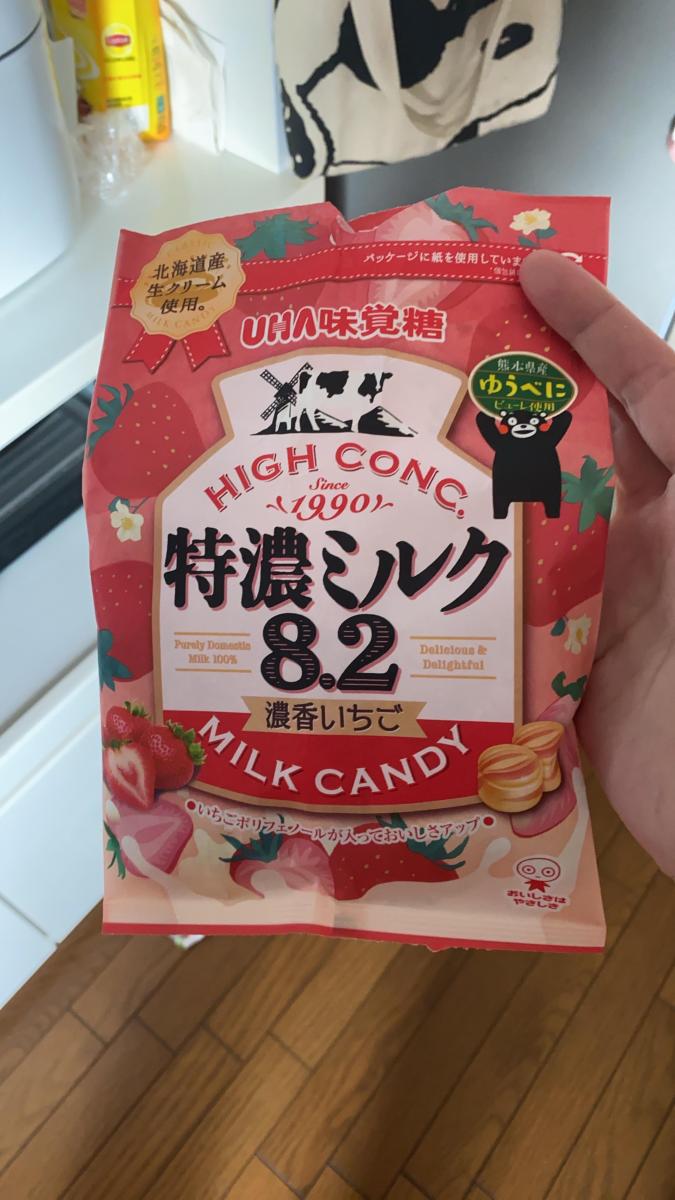 Lipton
北海道産
生クリーム
使用。
MILK CANDY
パッケージに紙を使用していま
UHA味覚糖
熊本県産
ゆうべに
ピューレ使用
HIGH CONC.
Since
1990
特濃ミルク
8.2
Purely Domestic
Milk 100%
Delicious &
Delightful
濃香いちご
MILK CANDY
●いちごポリフェノールが入っておいしさアップ●
おいしさは
やさしさ